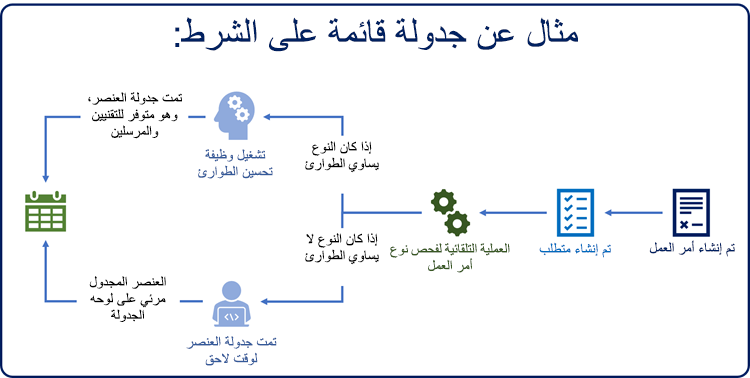 مثال عن جدولة قائمة على الشرط:
تم إنشاء أمر العمل
تم إنشاء متطلب
العملية التلقائية لفحص نوع
أمر العمل
إذا كان النوع
يساوي الطوارئ
تشغيل وظيفة
تحسين الطوارئ
تمت جدولة العنصر،
وهو متوفر للتقنيين
والمرسلين
إذا كان النوع لا
يساوي الطوارئ
تمت جدولة العنصر
لوقت لاحق
العنصر المجدول
مرئي على لوحه
الجدولة